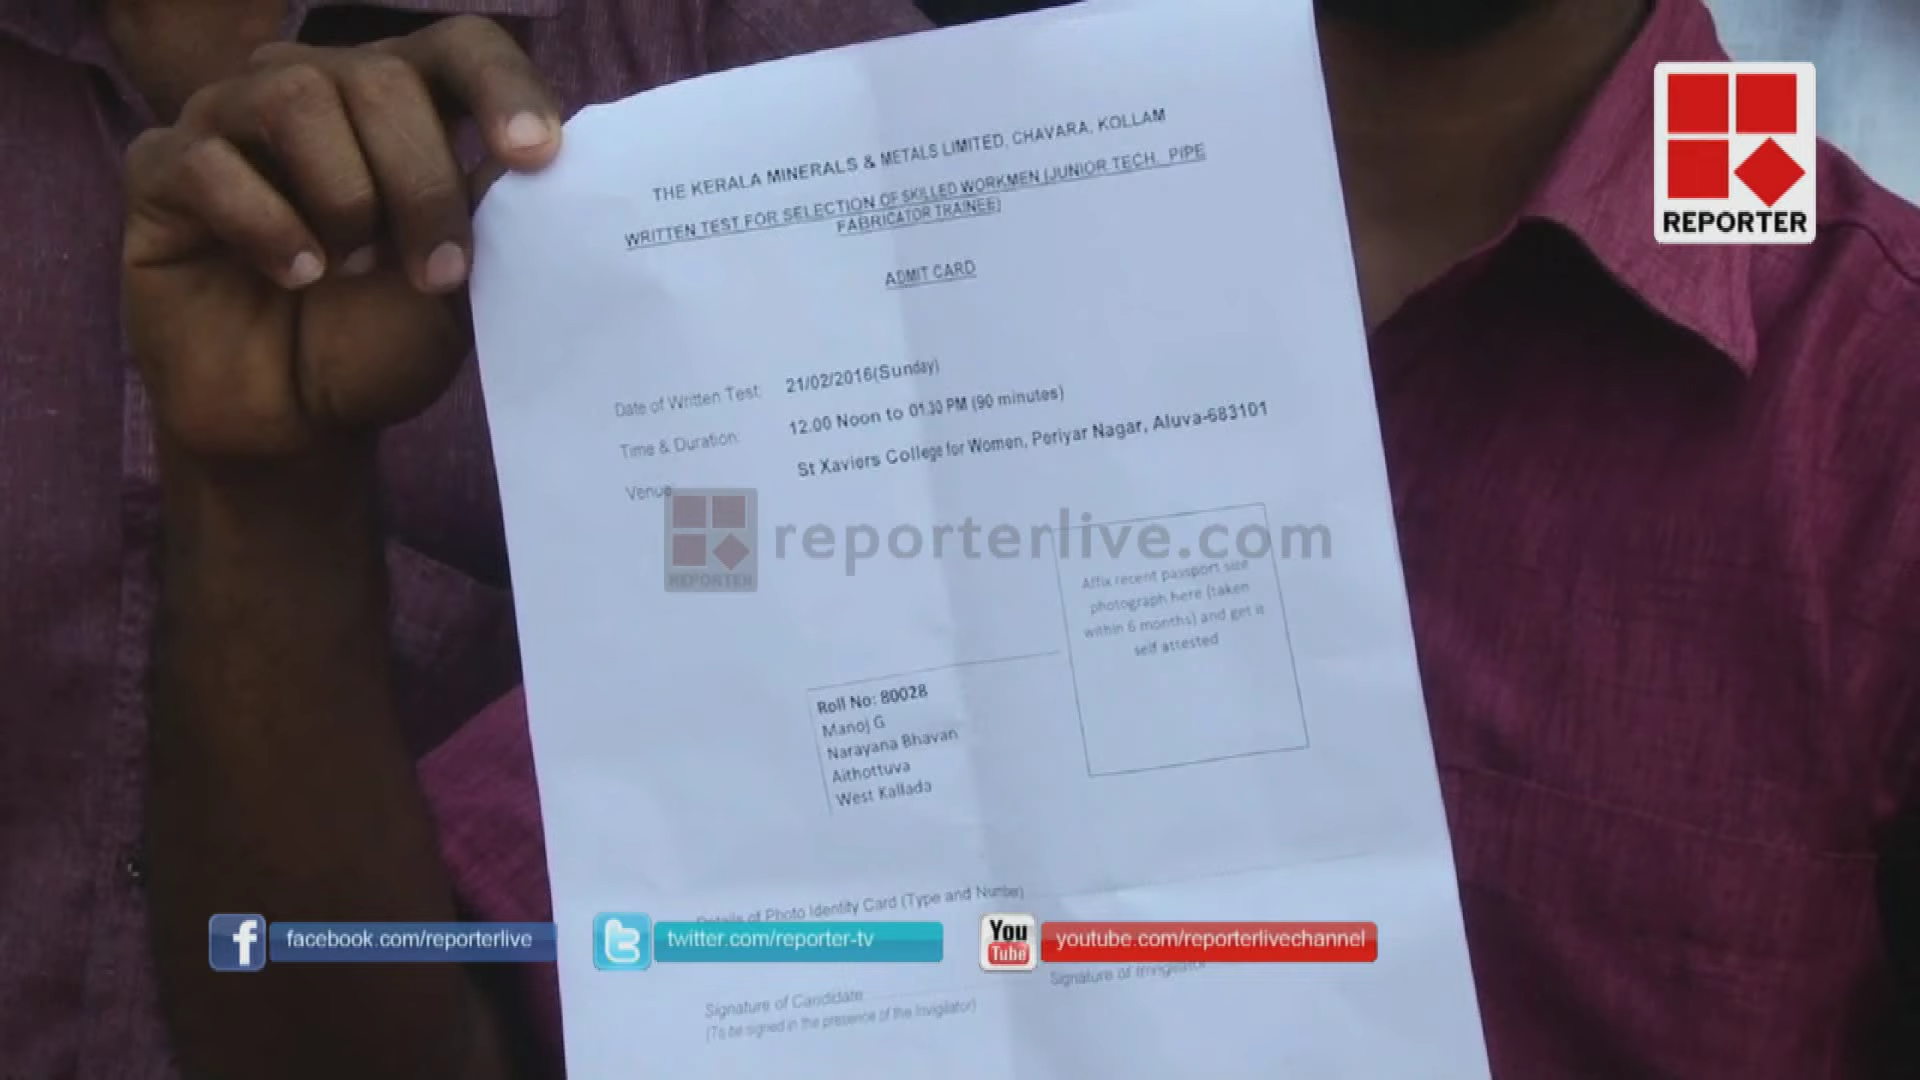 THE KERALA MINERALS & METALS LIMITED, CHAVARA, KOLLAM
WRITTEN TEST FOR SELECTION OF SKILLED WORKMEN (JUNIOR TECH. PIPE
FABRICATOR TRAINEE)
ADMIT CARD
REPORTER
Date of Written Test: 21/02/2016(Sunday)
Time & Duration: 12.00 Noon to 01.30 PM (90 minutes)
Venue: St Xaviers College for Women, Periyar Nagar, Aluva-683101
REPORTER reporterlive.com
Affix recent passport size
photograph here (taken
within 6 months) and get it
self attested
Roll No: 80028
Manoj G
Narayana Bhavan
Aithottuva
West Kallada
Details of Photo Identity Card (Type and Number)
f facebook.com/reporterlive
twitter.com/reporter-tv
You Tube youtube.com/reporterlivechannel
Signature of Candidate
Signature of Invigilator
(To be signed in the presence of the Invigilator)